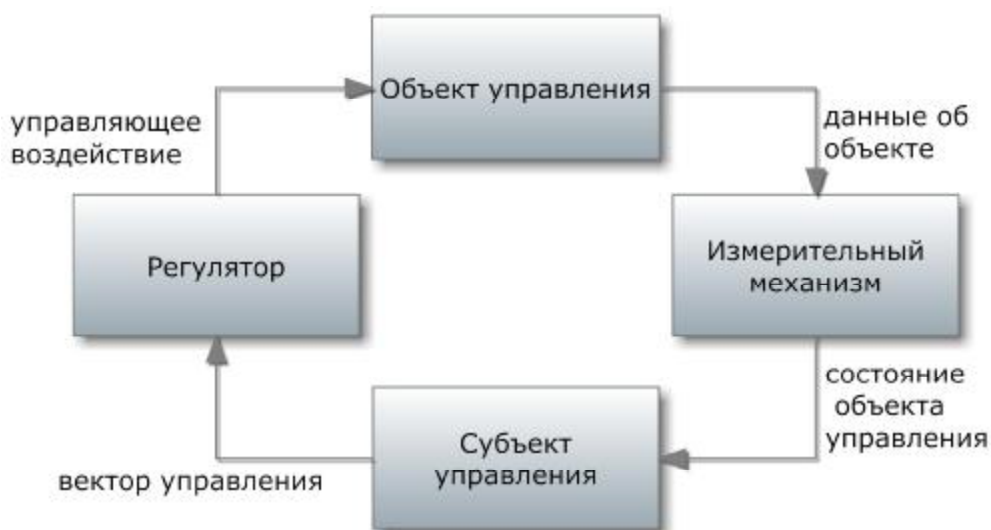 Объект управления
управляющее
воздействие
данные об
объекте
Регулятор
Измерительный
механизм
состояние
объекта
управления
Субъект
управления
вектор управления